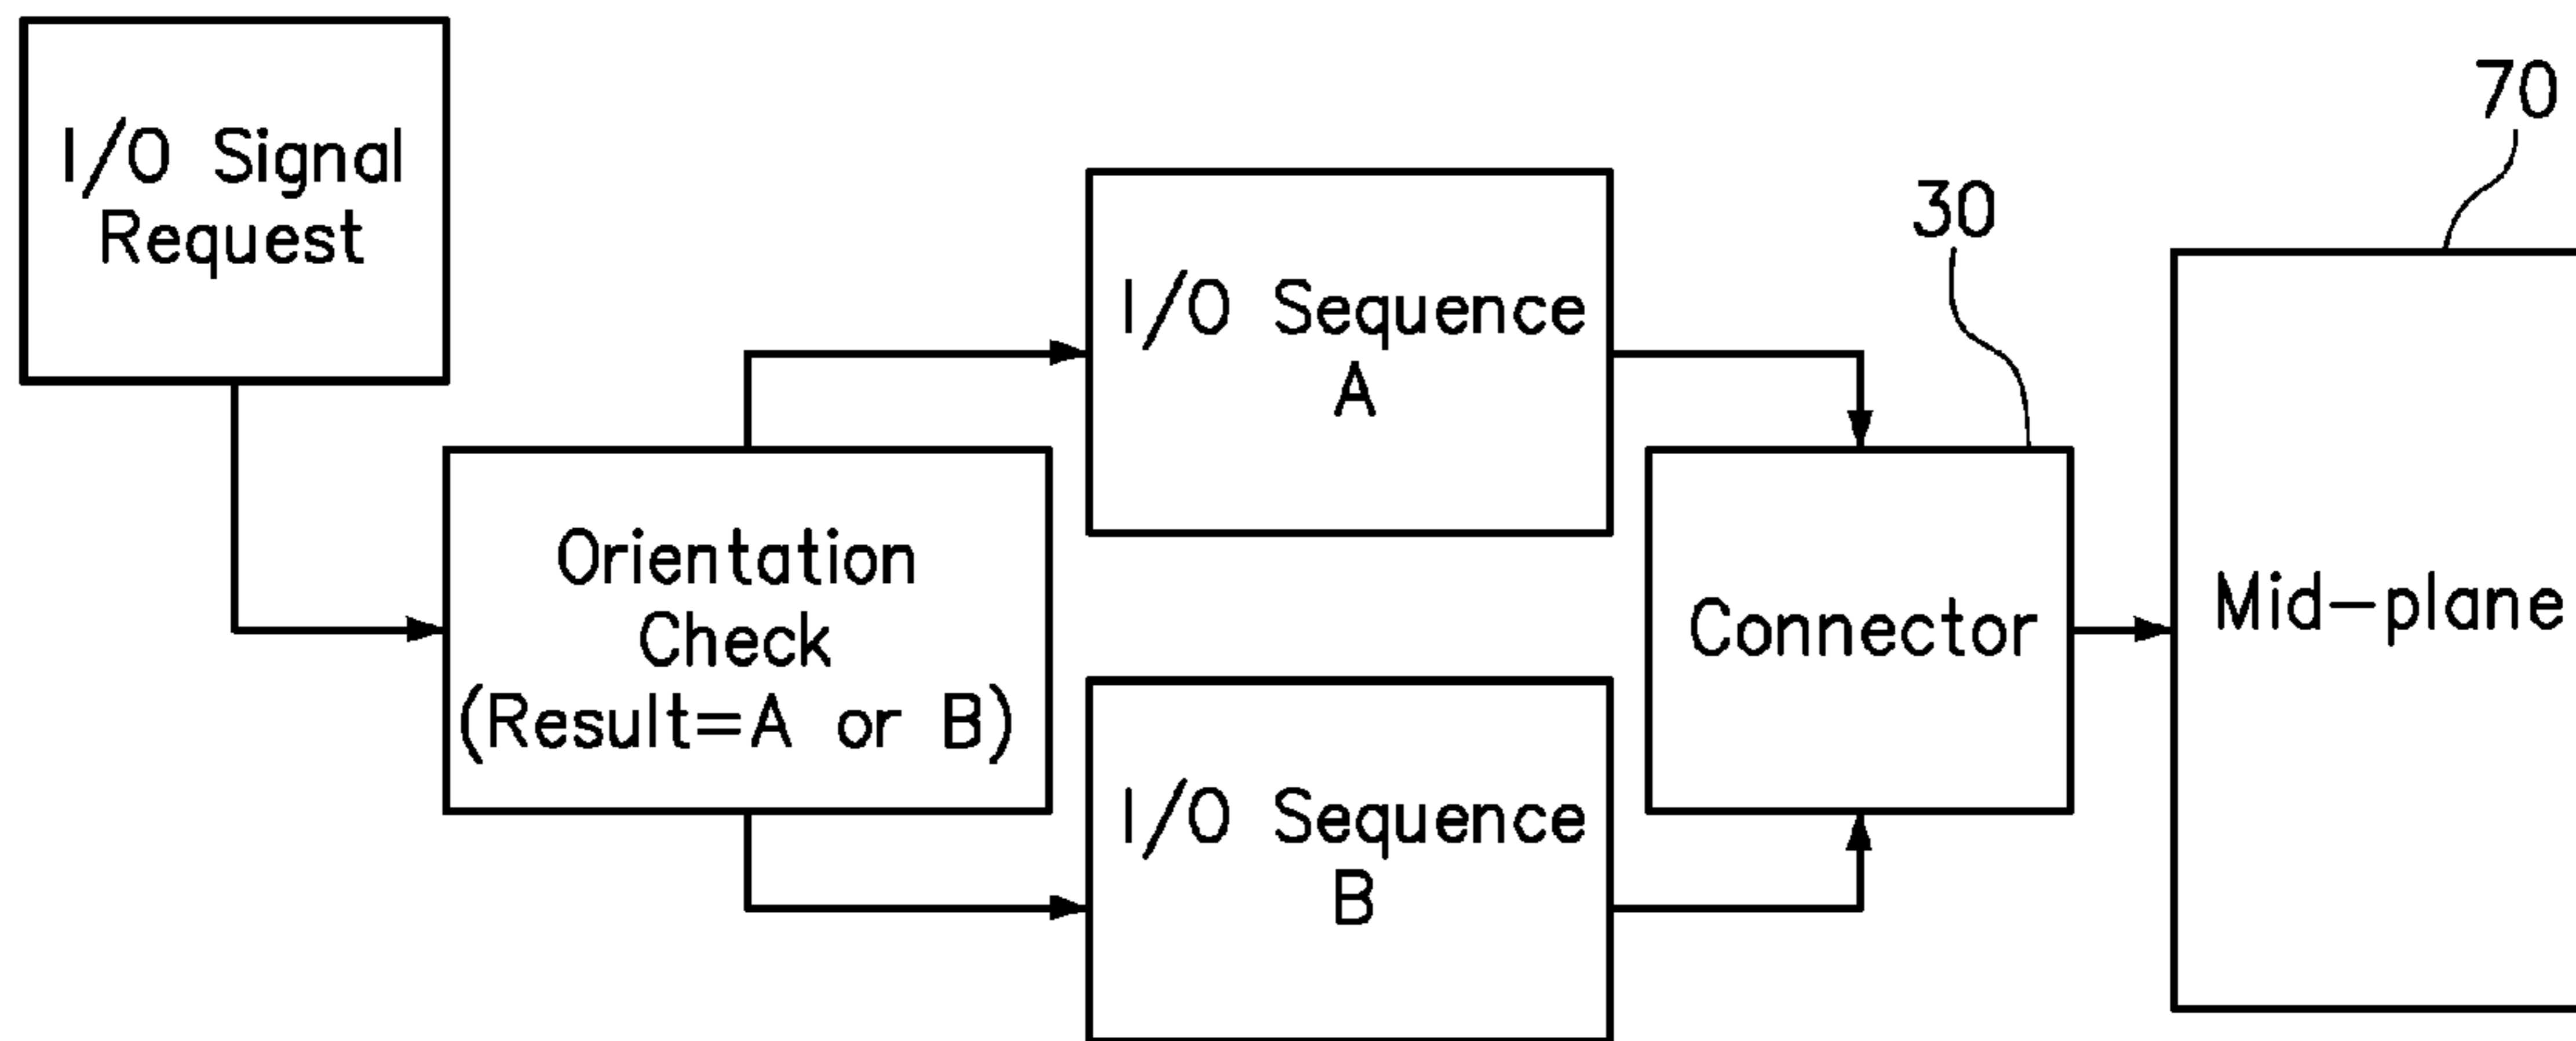 I/O Signal
Request
Orientation
Check
(Result=A or B)
I/O Sequence
A
I/O Sequence
B
30
Connector
70
Mid-plane